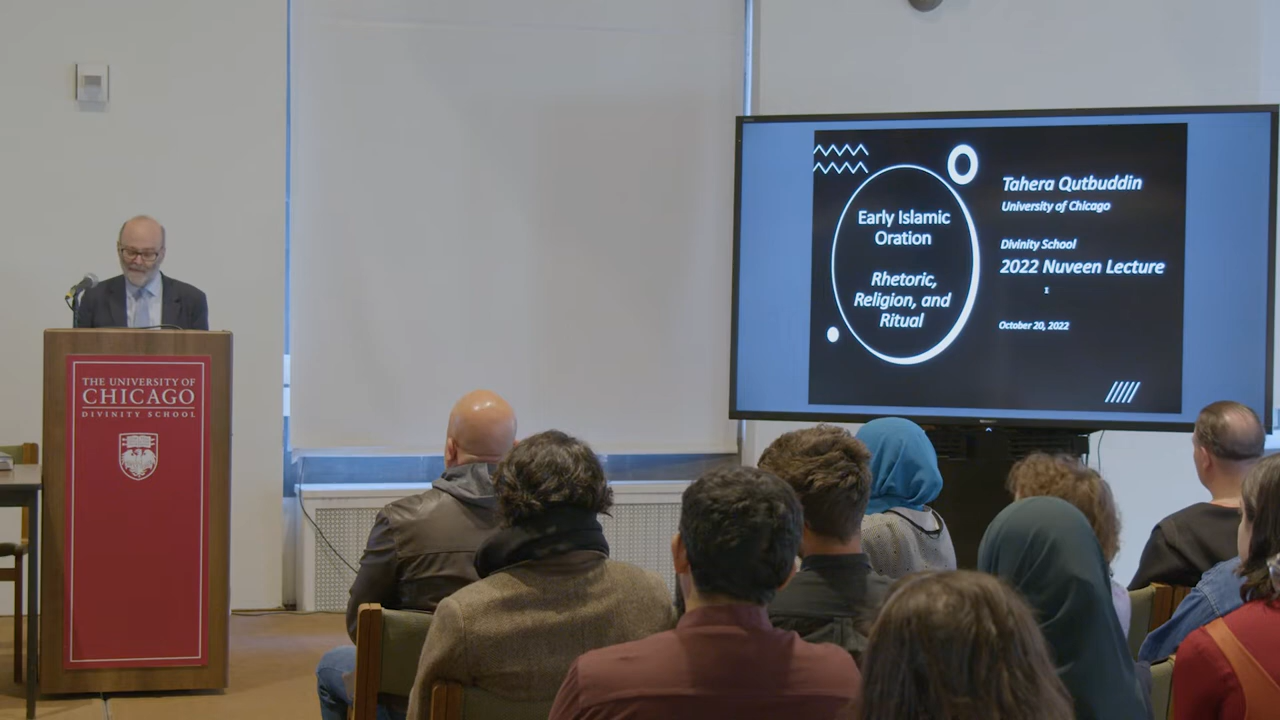 THE UNIVERSITY OF
CHICAGO
DIVINITY SCHOOL
Early Islamic
Oration
Rhetoric,
Religion, and
Ritual
Tahera Qutbuddin
University of Chicago
Divinity School
2022 Nuveen Lecture
October 20, 2022